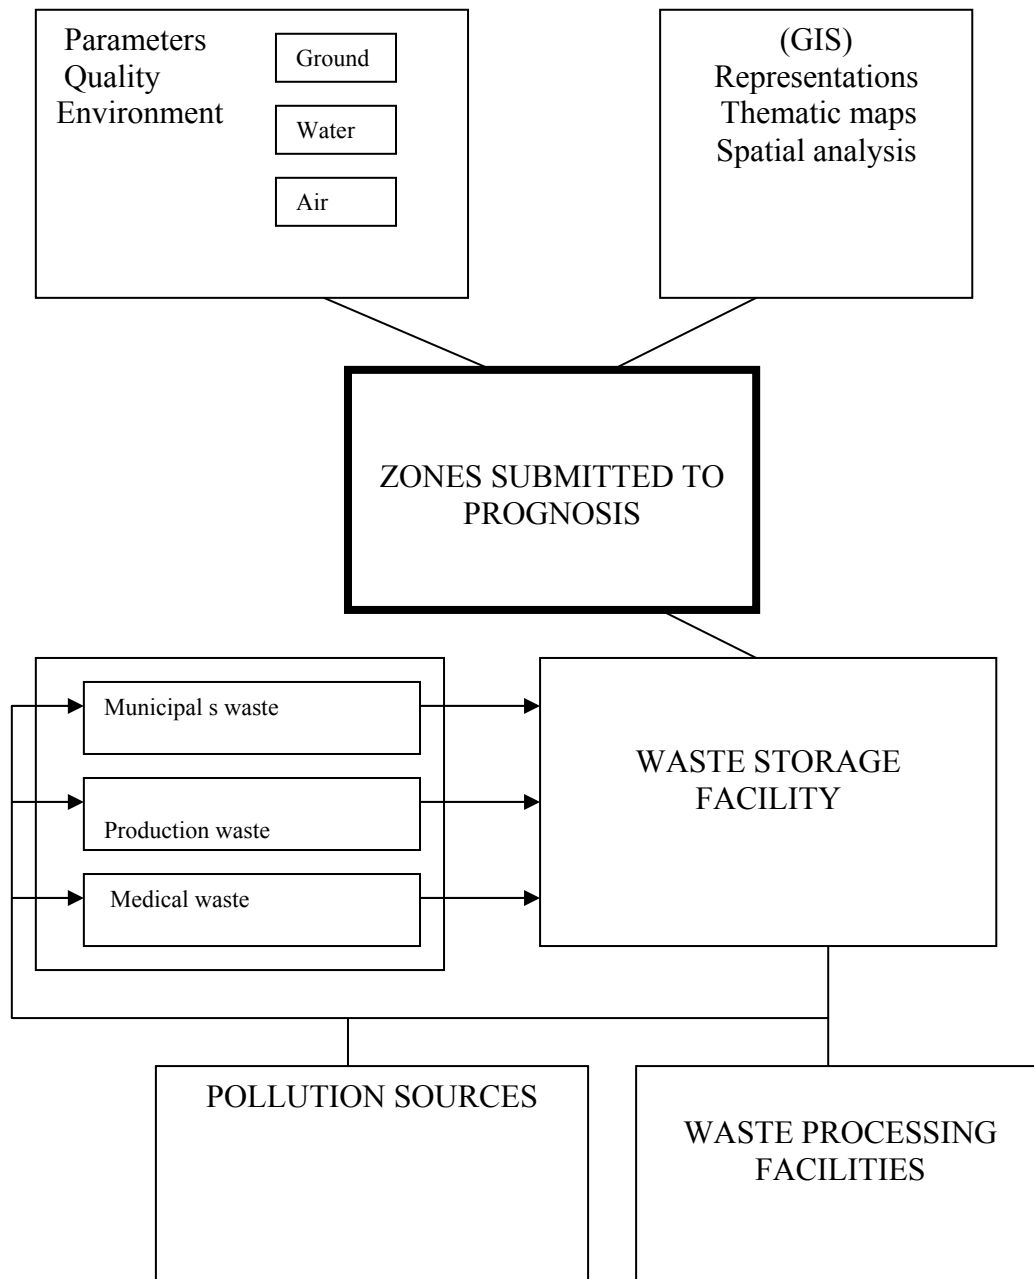 Parameters
Quality
Environment
Ground
Water
Air
(GIS)
Representations
Thematic maps
Spatial analysis
ZONES SUBMITTED TO
PROGNOSIS
Municipal s waste
Production waste
Medical waste
WASTE STORAGE
FACILITY
POLLUTION SOURCES
WASTE PROCESSING
FACILITIES